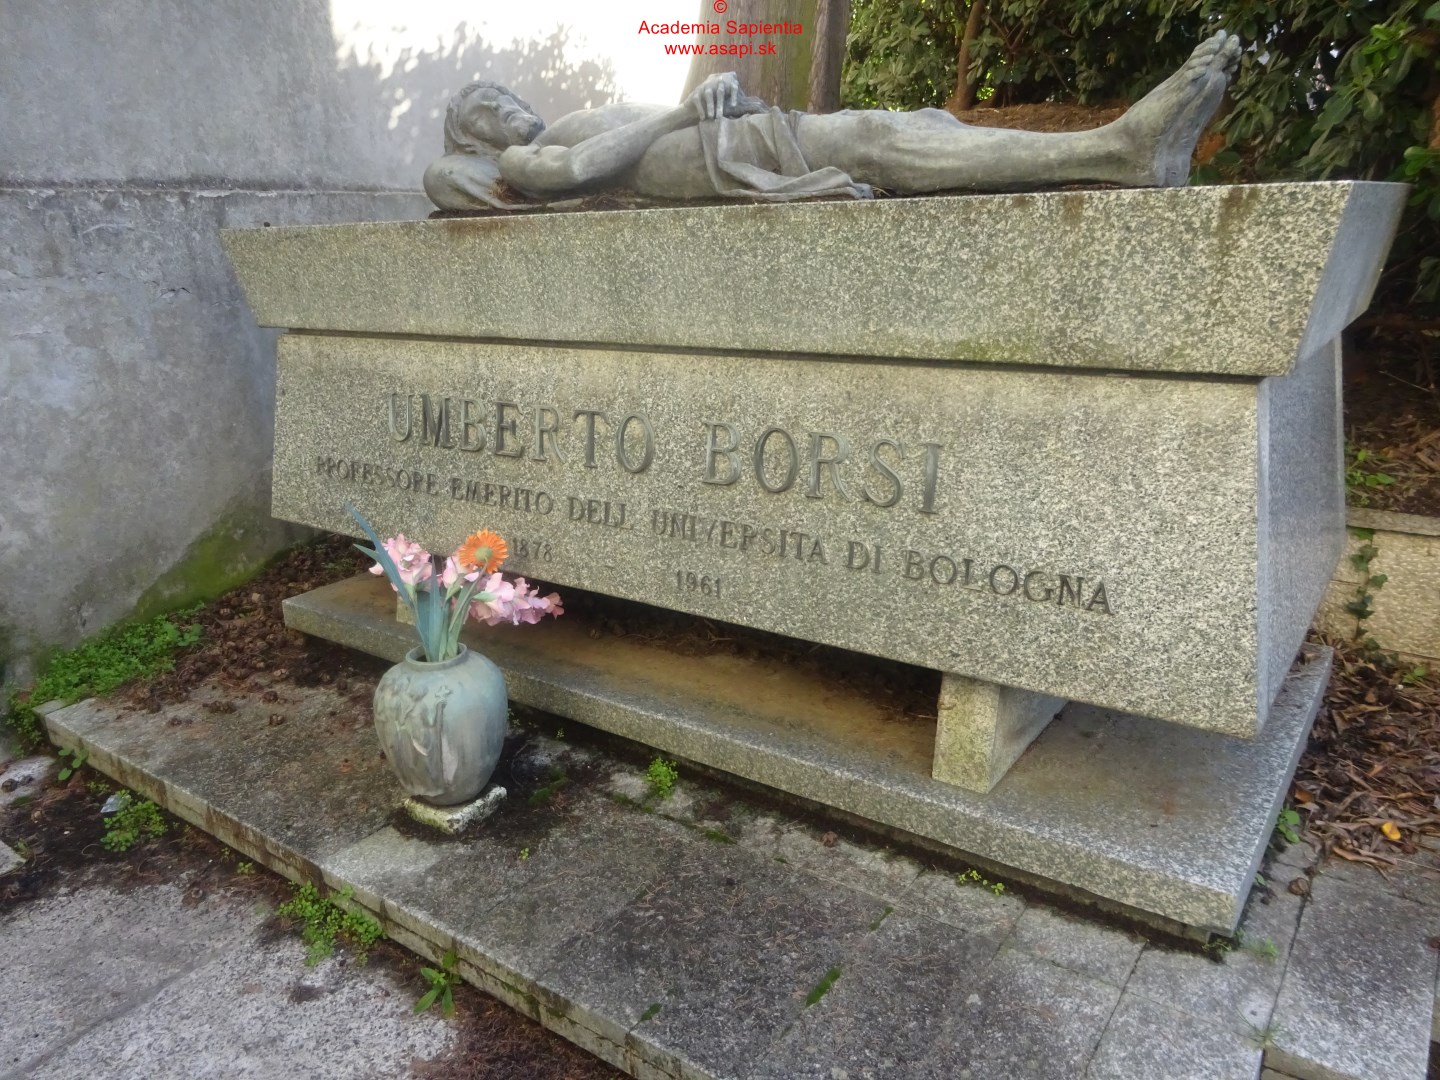 ©
Academia Sapientia
www.asapi.sk
UMBERTO BORSI
PROFESSORE EMERITO DELL UNIVERSITA DI BOLOGNA
1878 1961